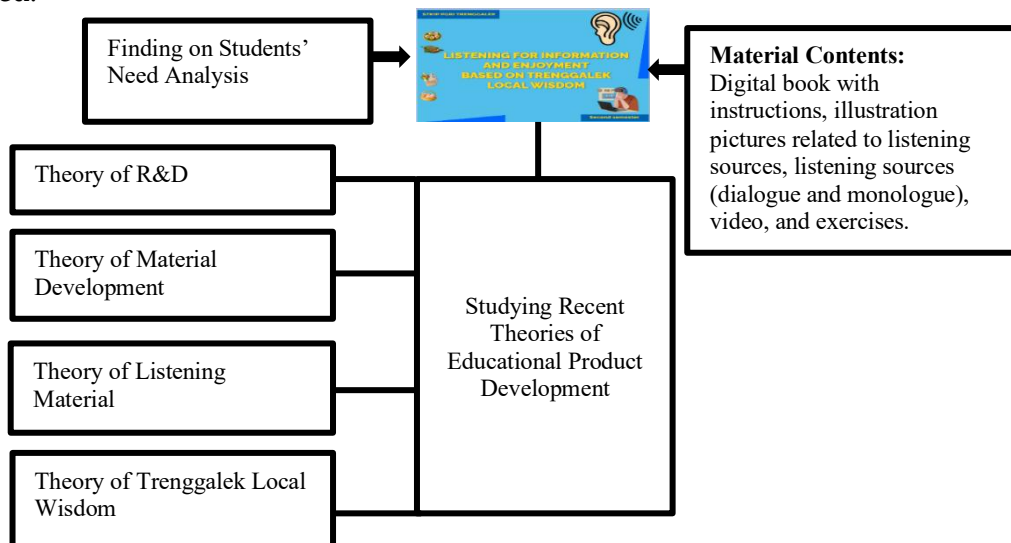 Finding on Students’
Need Analysis
STKIP PGRI TRENGGALEK
LISTENING FOR INFORMATION
AND ENJOYMENT
BASED ON TRENGGALEK
LOCAL WISDOM
Second semester
Material Contents:
Digital book with
instructions, illustration
pictures related to listening
sources, listening sources
(dialogue and monologue),
video, and exercises.
Theory of R&D
Theory of Material
Development
Theory of Listening
Material
Theory of Trenggalek Local
Wisdom
Studying Recent
Theories of
Educational Product
Development